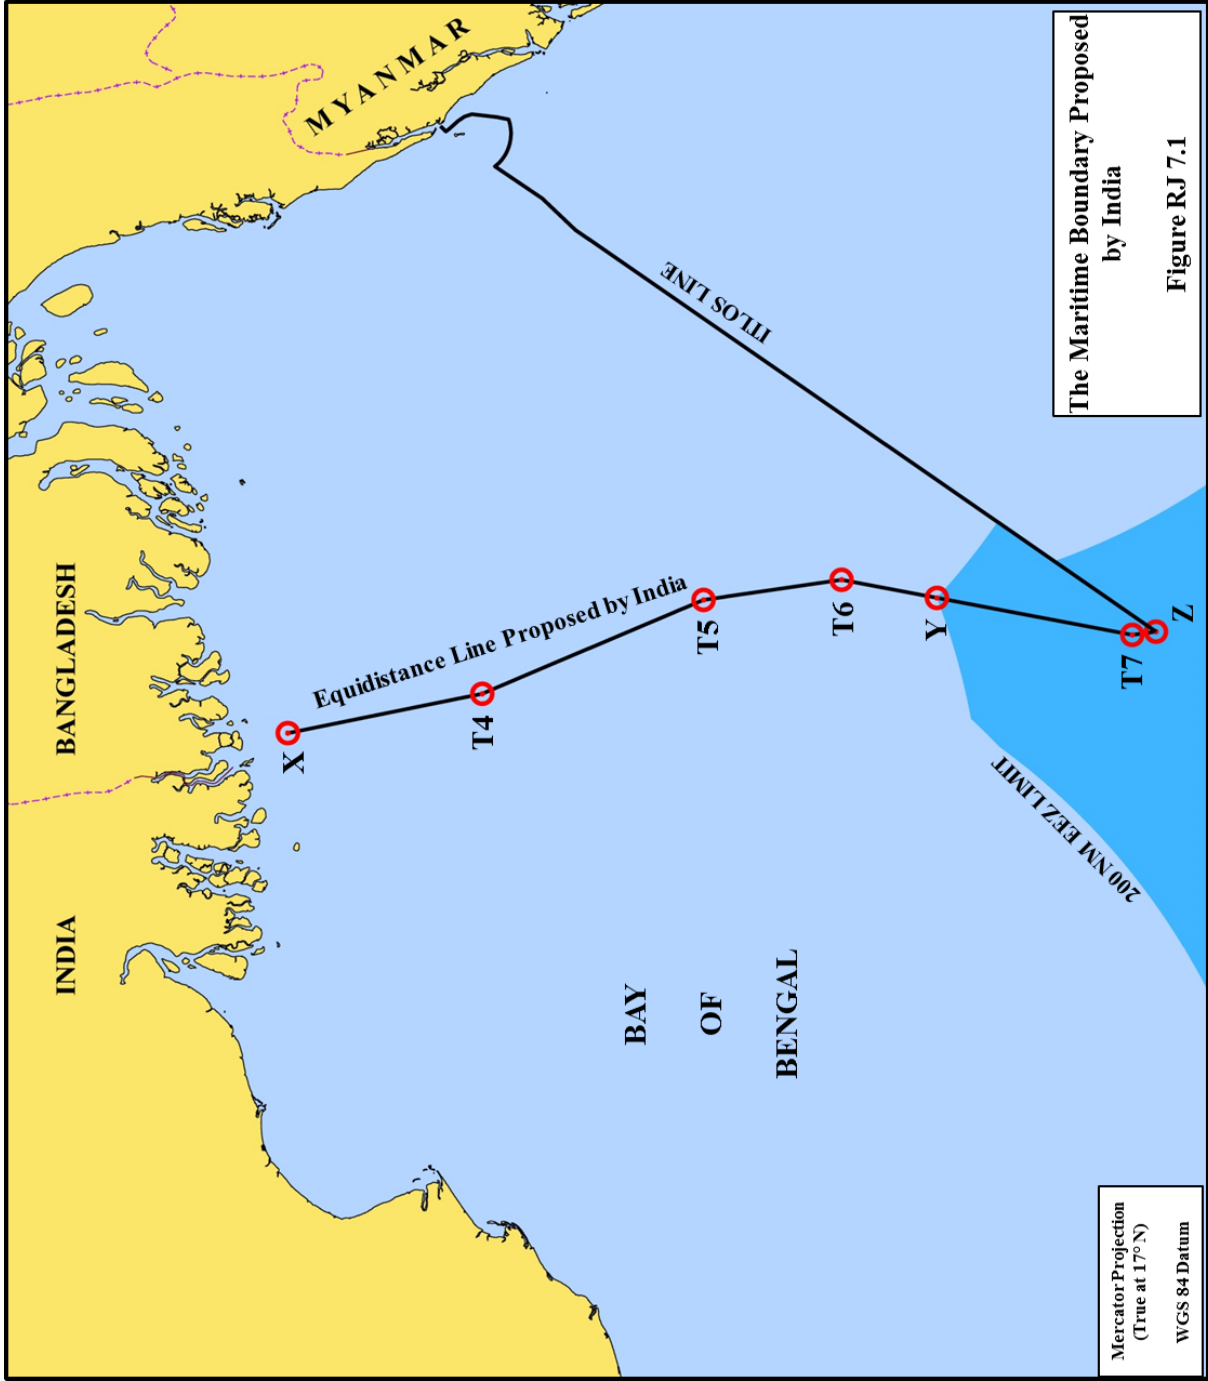 The Maritime Boundary Proposed
by India
Figure RJ 7.1
MYANMAR
BANGLADESH
INDIA
ITLOS LINE
Equidistance Line Proposed by India
X
T4
T5
T6
Y
T7
Z
200 NM EEZ LIMIT
BAY
OF
BENGAL
Mercator Projection
(True at 17° N)
WGS 84 Datum